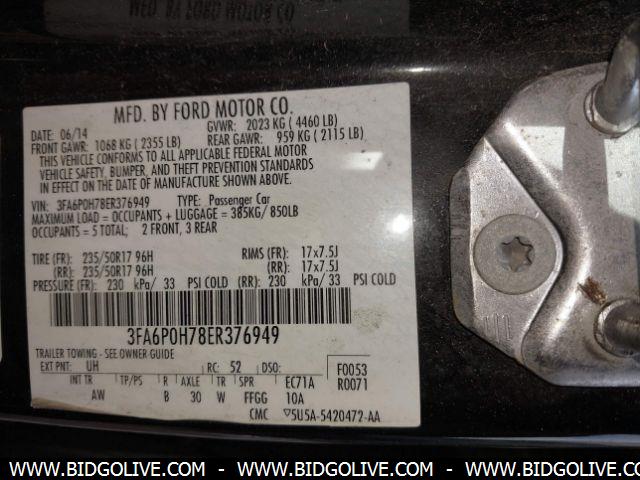 MFD. BY FORD MOTOR CO.
DATE: 06/14 GVWR: 2023 KG ( 4460 LB)
FRONT GAWR: 1068 KG ( 2355 LB) REAR GAWR: 959 KG ( 2115 LB)
THIS VEHICLE CONFORMS TO ALL APPLICABLE FEDERAL MOTOR
VEHICLE SAFETY, BUMPER, AND THEFT PREVENTION STANDARDS
IN EFFECT ON THE DATE OF MANUFACTURE SHOWN ABOVE.
VIN: 3FA6P0H78ER376949 TYPE: Passenger Car
MAXIMUM LOAD = OCCUPANTS + LUGGAGE = 385KG/ 850LB
OCCUPANTS = 5 TOTAL; 2 FRONT, 3 REAR
TIRE (FR): 235/50R17 96H RIMS (FR): 17x7.5J
(RR): 235/50R17 96H (RR): 17x7.5J
PRESSURE (FR): 230 kPa/ 33 PSI COLD (RR): 230 kPa/ 33 PSI COLD
3FA6P0H78ER376949
TRAILER TOWING - SEE OWNER GUIDE
EXT PNT: UH RC: 52 DSO: F0053
INT TR TP/PS R AXLE TR SPR EC71A R0071
AW B 30 W FFGG 10A
CMC ▽5U5A-5420472-AA
WWW.BIDGOLIVE.COM - WWW.BIDGOLIVE.COM - WWW.BIDGOLIVE.COM